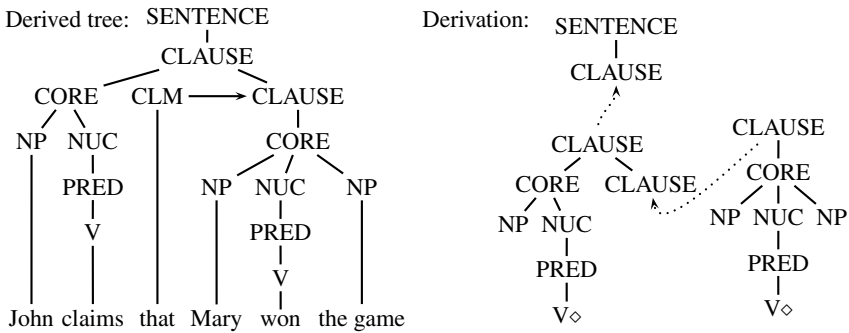 Derived tree:
SENTENCE
CLAUSE
CORE CLM CLAUSE
NP NUC CORE
PRED NP NUC NP
V PRED
V
John claims that Mary won the game
Derivation:
SENTENCE
CLAUSE
CLAUSE CLAUSE
CORE CLAUSE CORE
NP NUC NP NUC NP
PRED PRED
V◇ V◇